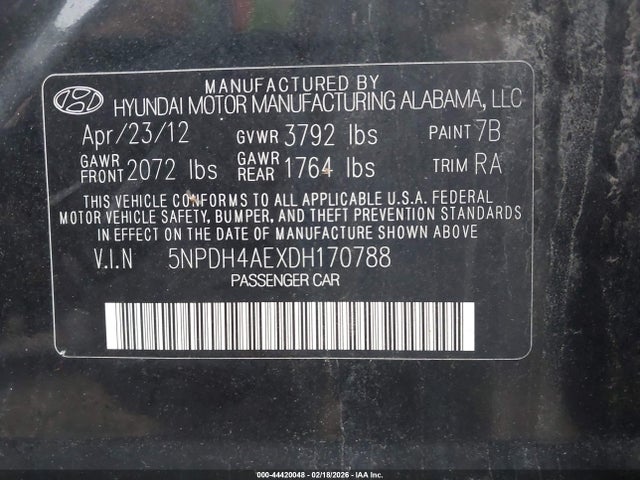 MANUFACTURED BY
HYUNDAI MOTOR MANUFACTURING ALABAMA, LLC
Apr/23/12 GVWR 3792 lbs PAINT 7B
GAWR FRONT 2072 lbs GAWR REAR 1764 lbs TRIM RA
THIS VEHICLE CONFORMS TO ALL APPLICABLE U.S.A. FEDERAL
MOTOR VEHICLE SAFETY, BUMPER, AND THEFT PREVENTION STANDARDS
IN EFFECT ON THE DATE OF MANUFACTURE SHOWN ABOVE
V.I.N 5NPDH4AEXDH170788
PASSENGER CAR
000-44420048 - 02/18/2026 - IAA Inc.